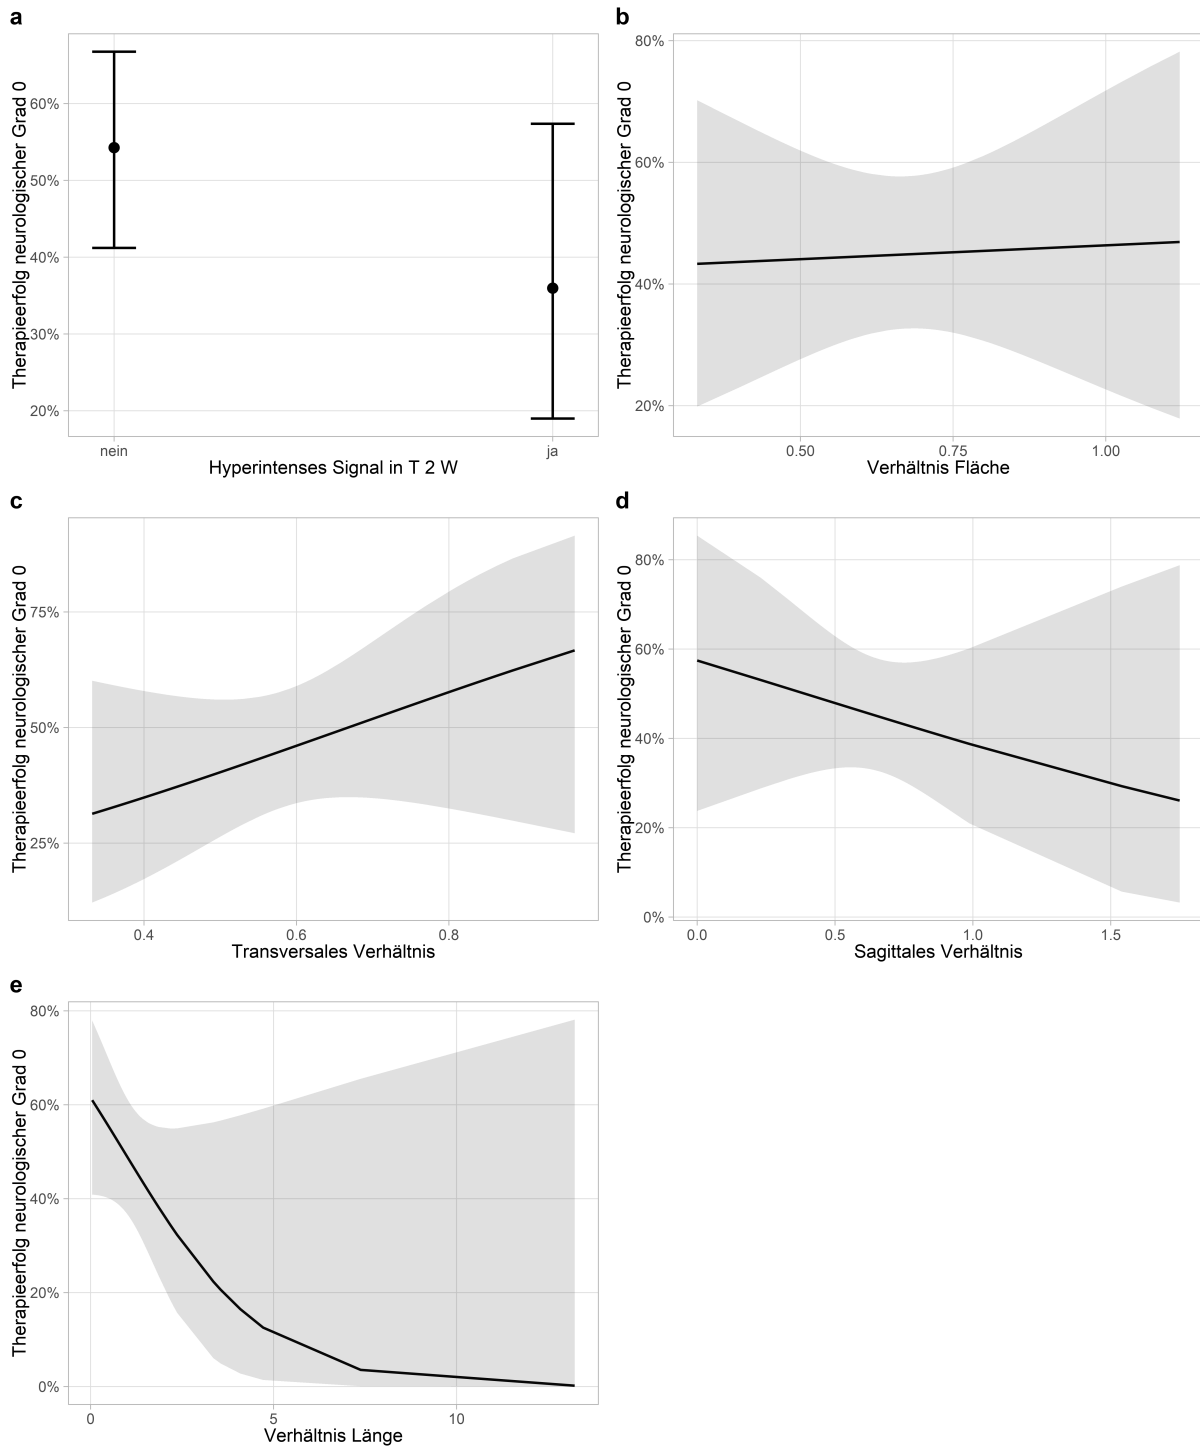 a
Therapieerfolg neurologischer Grad 0
60%
50%
40%
30%
20%
nein
ja
Hyperintenses Signal in T 2 W
b
Therapieerfolg neurologischer Grad 0
80%
60%
40%
20%
0.50
0.75
1.00
Verhältnis Fläche
c
Therapieerfolg neurologischer Grad 0
75%
50%
25%
0.4
0.6
0.8
Transversales Verhältnis
d
Therapieerfolg neurologischer Grad 0
80%
60%
40%
20%
0%
0.0
0.5
1.0
1.5
Sagittales Verhältnis
e
Therapieerfolg neurologischer Grad 0
80%
60%
40%
20%
0%
0
5
10
Verhältnis Länge